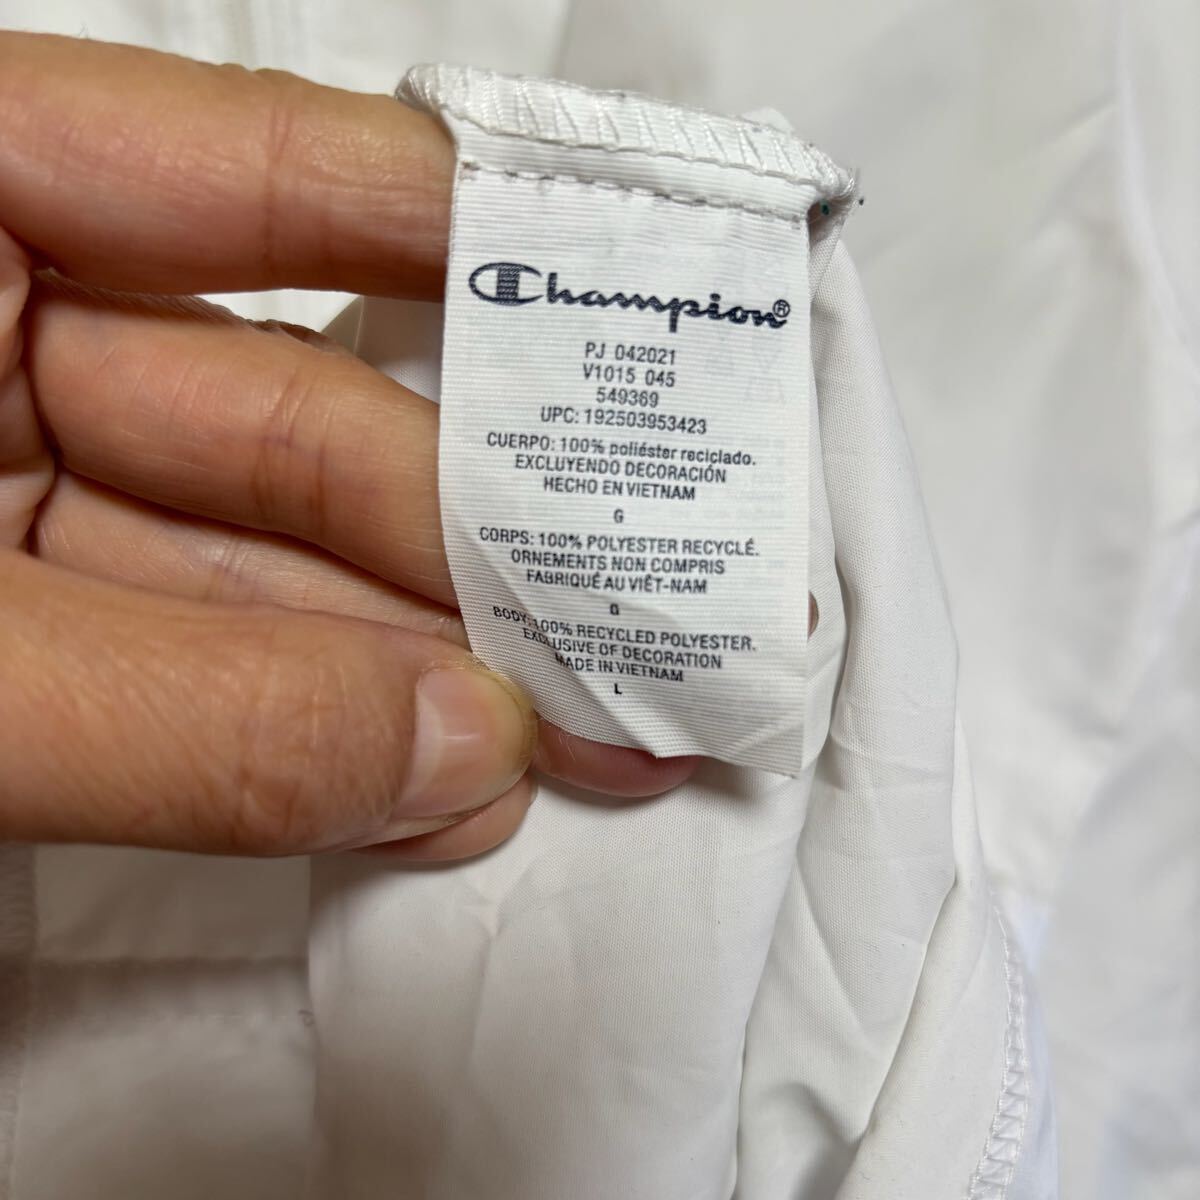 Champion®
PJ 042021
V1015 045
549369
UPC: 192503953423
CUERPO: 100% poliéster reciclado.
EXCLUYENDO DECORACIÓN
HECHO EN VIETNAM
G
CORPS: 100% POLYESTER RECYCLÉ.
ORNEMENTS NON COMPRIS
FABRIQUÉ AU VIÊT-NAM
G
BODY: 100% RECYCLED POLYESTER.
EXCLUSIVE OF DECORATION
MADE IN VIETNAM
L